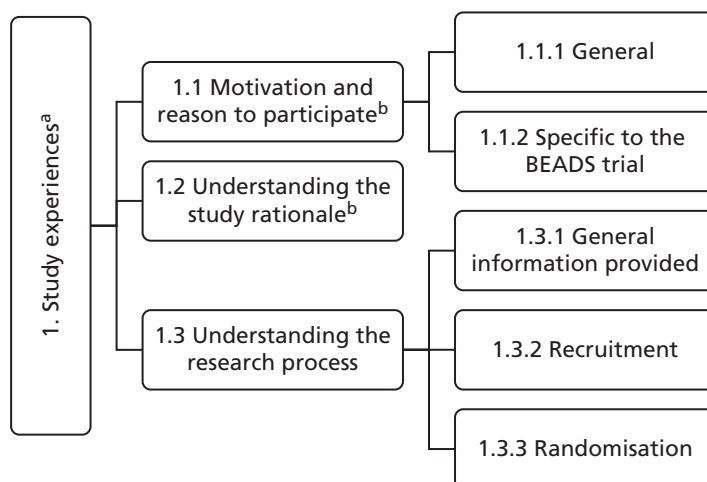 1. Study experiencesᵃ
1.1 Motivation and
reason to participateᵇ
1.1.1 General
1.1.2 Specific to the
BEADS trial
1.2 Understanding the
study rationaleᵇ
1.3 Understanding the
research process
1.3.1 General
information provided
1.3.2 Recruitment
1.3.3 Randomisation